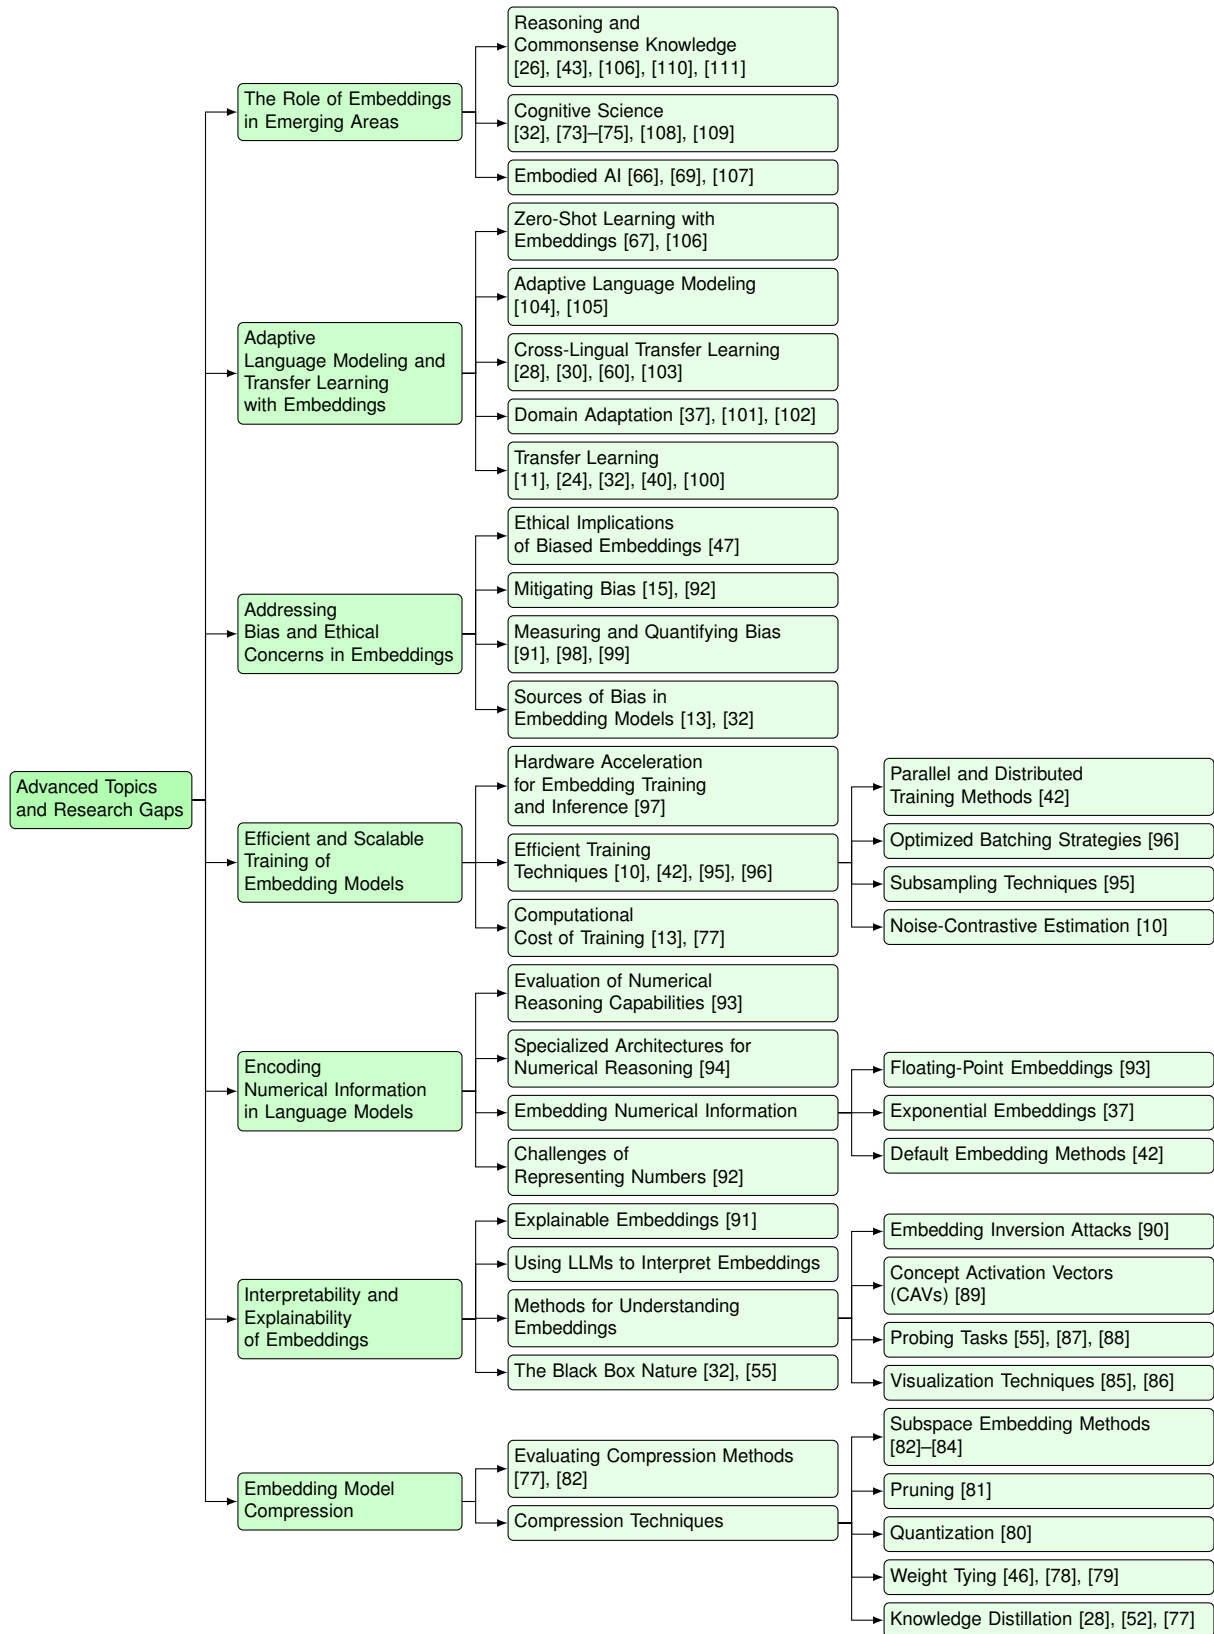 Advanced Topics
and Research Gaps
The Role of Embeddings
in Emerging Areas
Reasoning and
Commonsense Knowledge
[26], [43], [106], [110], [111]
Cognitive Science
[32], [73]–[75], [108], [109]
Embodied AI [66], [69], [107]
Adaptive
Language Modeling and
Transfer Learning
with Embeddings
Zero-Shot Learning with
Embeddings [67], [106]
Adaptive Language Modeling
[104], [105]
Cross-Lingual Transfer Learning
[28], [30], [60], [103]
Domain Adaptation [37], [101], [102]
Transfer Learning
[11], [24], [32], [40], [100]
Addressing
Bias and Ethical
Concerns in Embeddings
Ethical Implications
of Biased Embeddings [47]
Mitigating Bias [15], [92]
Measuring and Quantifying Bias
[91], [98], [99]
Sources of Bias in
Embedding Models [13], [32]
Efficient and Scalable
Training of
Embedding Models
Hardware Acceleration
for Embedding Training
and Inference [97]
Efficient Training
Techniques [10], [42], [95], [96]
Parallel and Distributed
Training Methods [42]
Optimized Batching Strategies [96]
Subsampling Techniques [95]
Noise-Contrastive Estimation [10]
Computational
Cost of Training [13], [77]
Encoding
Numerical Information
in Language Models
Evaluation of Numerical
Reasoning Capabilities [93]
Specialized Architectures for
Numerical Reasoning [94]
Embedding Numerical Information
Floating-Point Embeddings [93]
Exponential Embeddings [37]
Default Embedding Methods [42]
Challenges of
Representing Numbers [92]
Interpretability and
Explainability
of Embeddings
Explainable Embeddings [91]
Using LLMs to Interpret Embeddings
Methods for Understanding
Embeddings
Embedding Inversion Attacks [90]
Concept Activation Vectors
(CAVs) [89]
Probing Tasks [55], [87], [88]
Visualization Techniques [85], [86]
The Black Box Nature [32], [55]
Embedding Model
Compression
Evaluating Compression Methods
[77], [82]
Compression Techniques
Subspace Embedding Methods
[82]–[84]
Pruning [81]
Quantization [80]
Weight Tying [46], [78], [79]
Knowledge Distillation [28], [52], [77]